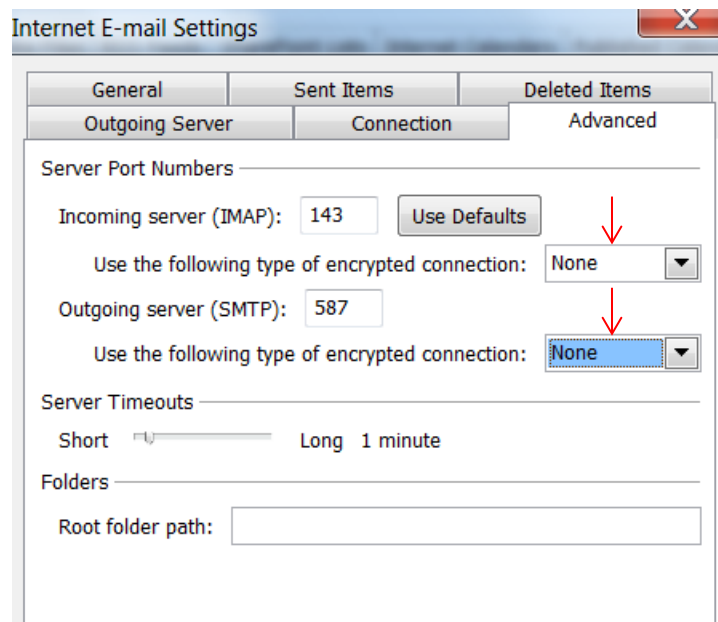 Internet E-mail Settings
X
General Sent Items Deleted Items
Outgoing Server Connection Advanced
Server Port Numbers
Incoming server (IMAP): 143 Use Defaults
Use the following type of encrypted connection: None
Outgoing server (SMTP): 587
Use the following type of encrypted connection: None
Server Timeouts
Short Long 1 minute
Folders
Root folder path: